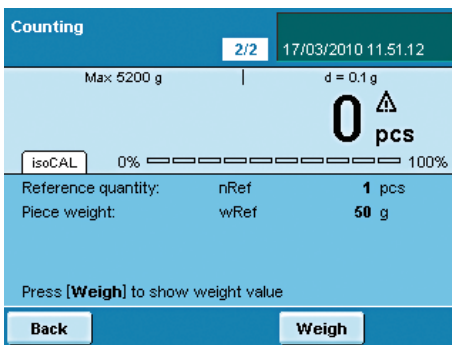 Counting
2/2 17/03/2010 11.51.12
Max 5200 g d = 0.1 g
0 pcs
isoCAL 0% 100%
Reference quantity: nRef 1 pcs
Piece weight: wRef 50 g
Press [Weigh] to show weight value
Back Weigh